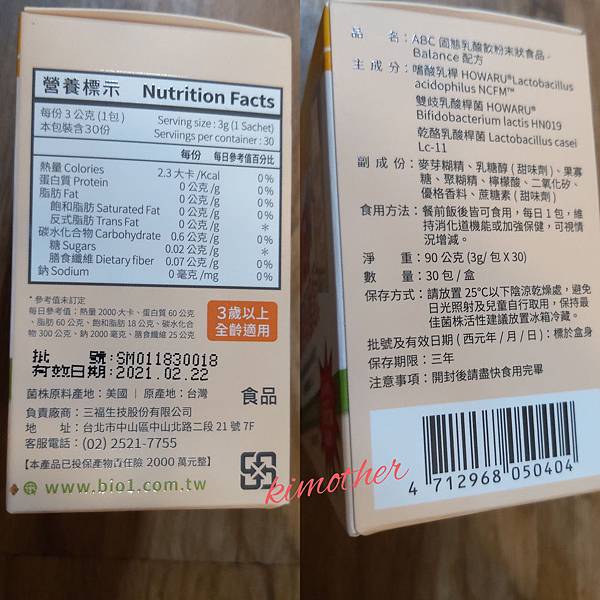 營養標示 Nutrition Facts
每份 3 公克 (1包) Serving size : 3g (1 Sachet)
本包裝含30份 Serviings per container : 30
每份 每日參考值百分比
熱量 Calories 2.3 大卡 /Kcal 0%
蛋白質 Protein 0 公克 /g 0%
脂肪 Fat 0 公克 /g 0%
飽和脂肪 Saturated Fat 0 公克 /g 0%
反式脂肪 Trans Fat 0 公克 /g *
碳水化合物 Carbohydrate 0.6 公克 /g 0%
糖 Sugars 0.02 公克 /g *
膳食纖維 Dietary fiber 0.07 公克 /g 0%
鈉 Sodium 0 毫克 /mg 0%
* 參考值未訂定
每日參考值：熱量 2000 大卡、蛋白質 60 公克
、脂肪 60 公克、飽和脂肪 18 公克、碳水化
合物 300 公克、鈉 2000 毫克、膳食纖維 25 公克
3歲以上
全齡適用
批 號:SM011830018
有效日期:2021.02.22
菌株原料產地：美國｜原產地：台灣
食品
負責廠商：三福生技股份有限公司
地 址：台北市中山區中山北路二段 21 號 7F
客服電話：(02) 2521-7755
【本產品已投保產物責任險 2000 萬元整】
www.bio1.com.tw
品 名：ABC 固態乳酸飲粉末狀食品-
Balance 配方
主 成 分：嗜酸乳桿 HOWARU® Lactobacillus
acidophilus NCFM™
雙歧乳酸桿菌 HOWARU®
Bifidobacterium lactis HN019
乾酪乳酸桿菌 Lactobacillus casei
Lc-11
副 成 份：麥芽糊精、乳糖醇 ( 甜味劑 )、果寡
糖、聚糊精、檸檬酸、二氧化矽、
優格香料、蔗糖素 ( 甜味劑 )
食用方法：餐前飯後皆可食用，每日 1 包，維
持消化道機能或加強保健，可視情
況增減。
淨 重：90 公克 (3g/ 包 X 30)
數 量：30 包 / 盒
保存方式：請放置 25°C以下陰涼乾燥處，避免
日光照射及兒童自行取用，保持最
佳菌株活性建議放置冰箱冷藏。
批號及有效日期 ( 西元年 / 月 / 日 )：標於盒身
保存期限：三年
注意事項：開封後請盡快食用完畢
4 712968 050404
kimother